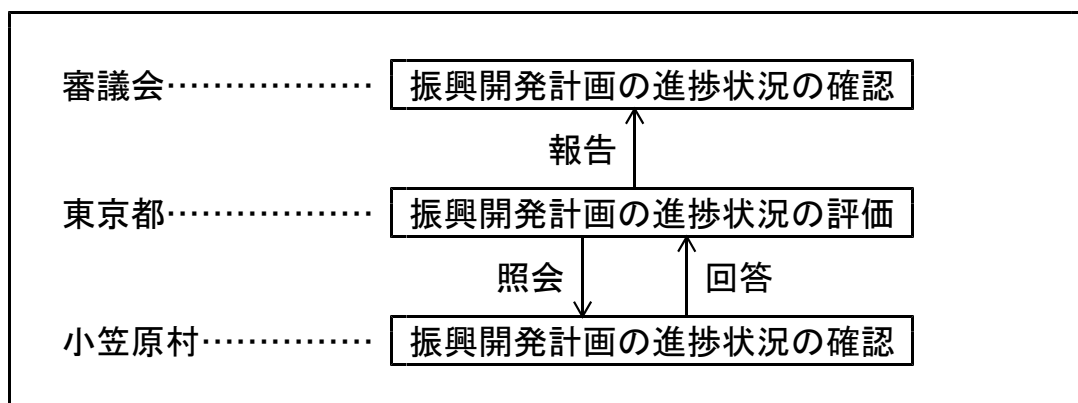 審議会………………振興開発計画の進捗状況の確認
報告
東京都………………振興開発計画の進捗状況の評価
照会 回答
小笠原村……………振興開発計画の進捗状況の確認